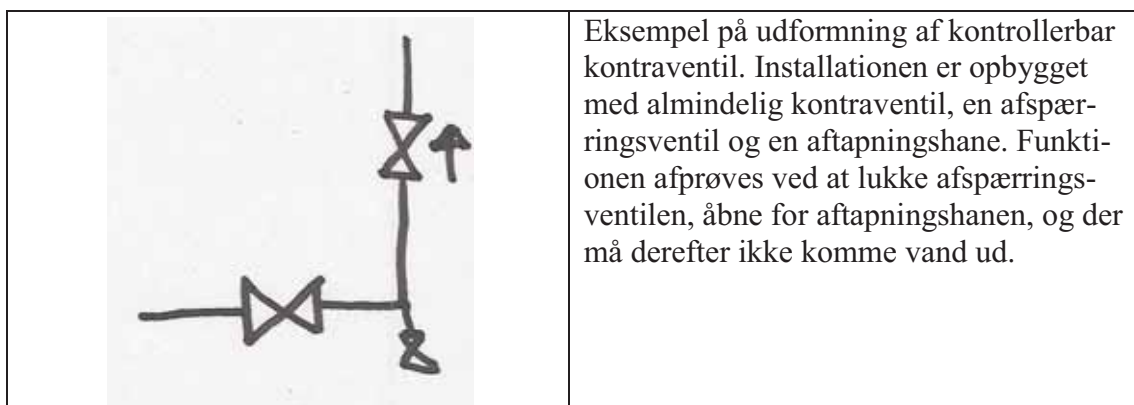 Eksempel på udformning af kontrollerbar
kontraventil. Installationen er opbygget
med almindelig kontraventil, en afspær-
ringsventil og en aftapningshane. Funkti-
onen afprøves ved at lukke afspærrings-
ventilen, åbne for aftapningshanen, og der
må derefter ikke komme vand ud.